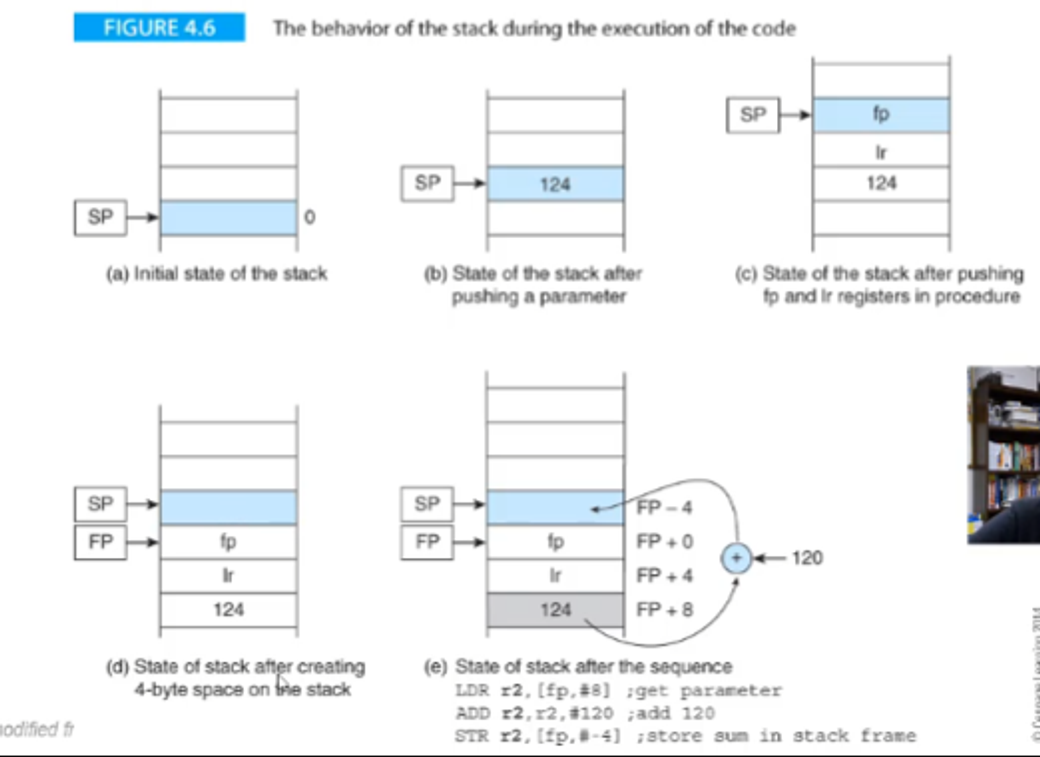 FIGURE 4.6 The behavior of the stack during the execution of the code
SP
0
(a) Initial state of the stack
SP
124
(b) State of the stack after
pushing a parameter
SP
fp
lr
124
(c) State of the stack after pushing
fp and lr registers in procedure
SP
FP
fp
lr
124
(d) State of stack after creating
4-byte space on the stack
SP
FP
fp
lr
124
FP – 4
FP + 0
FP + 4
FP + 8
+
120
(e) State of stack after the sequence
LDR r2,[fp,#8] ;get parameter
ADD r2,r2,#120 ;add 120
STR r2,[fp,#-4] ;store sum in stack frame
odified fr
© Cengage Learning 2014